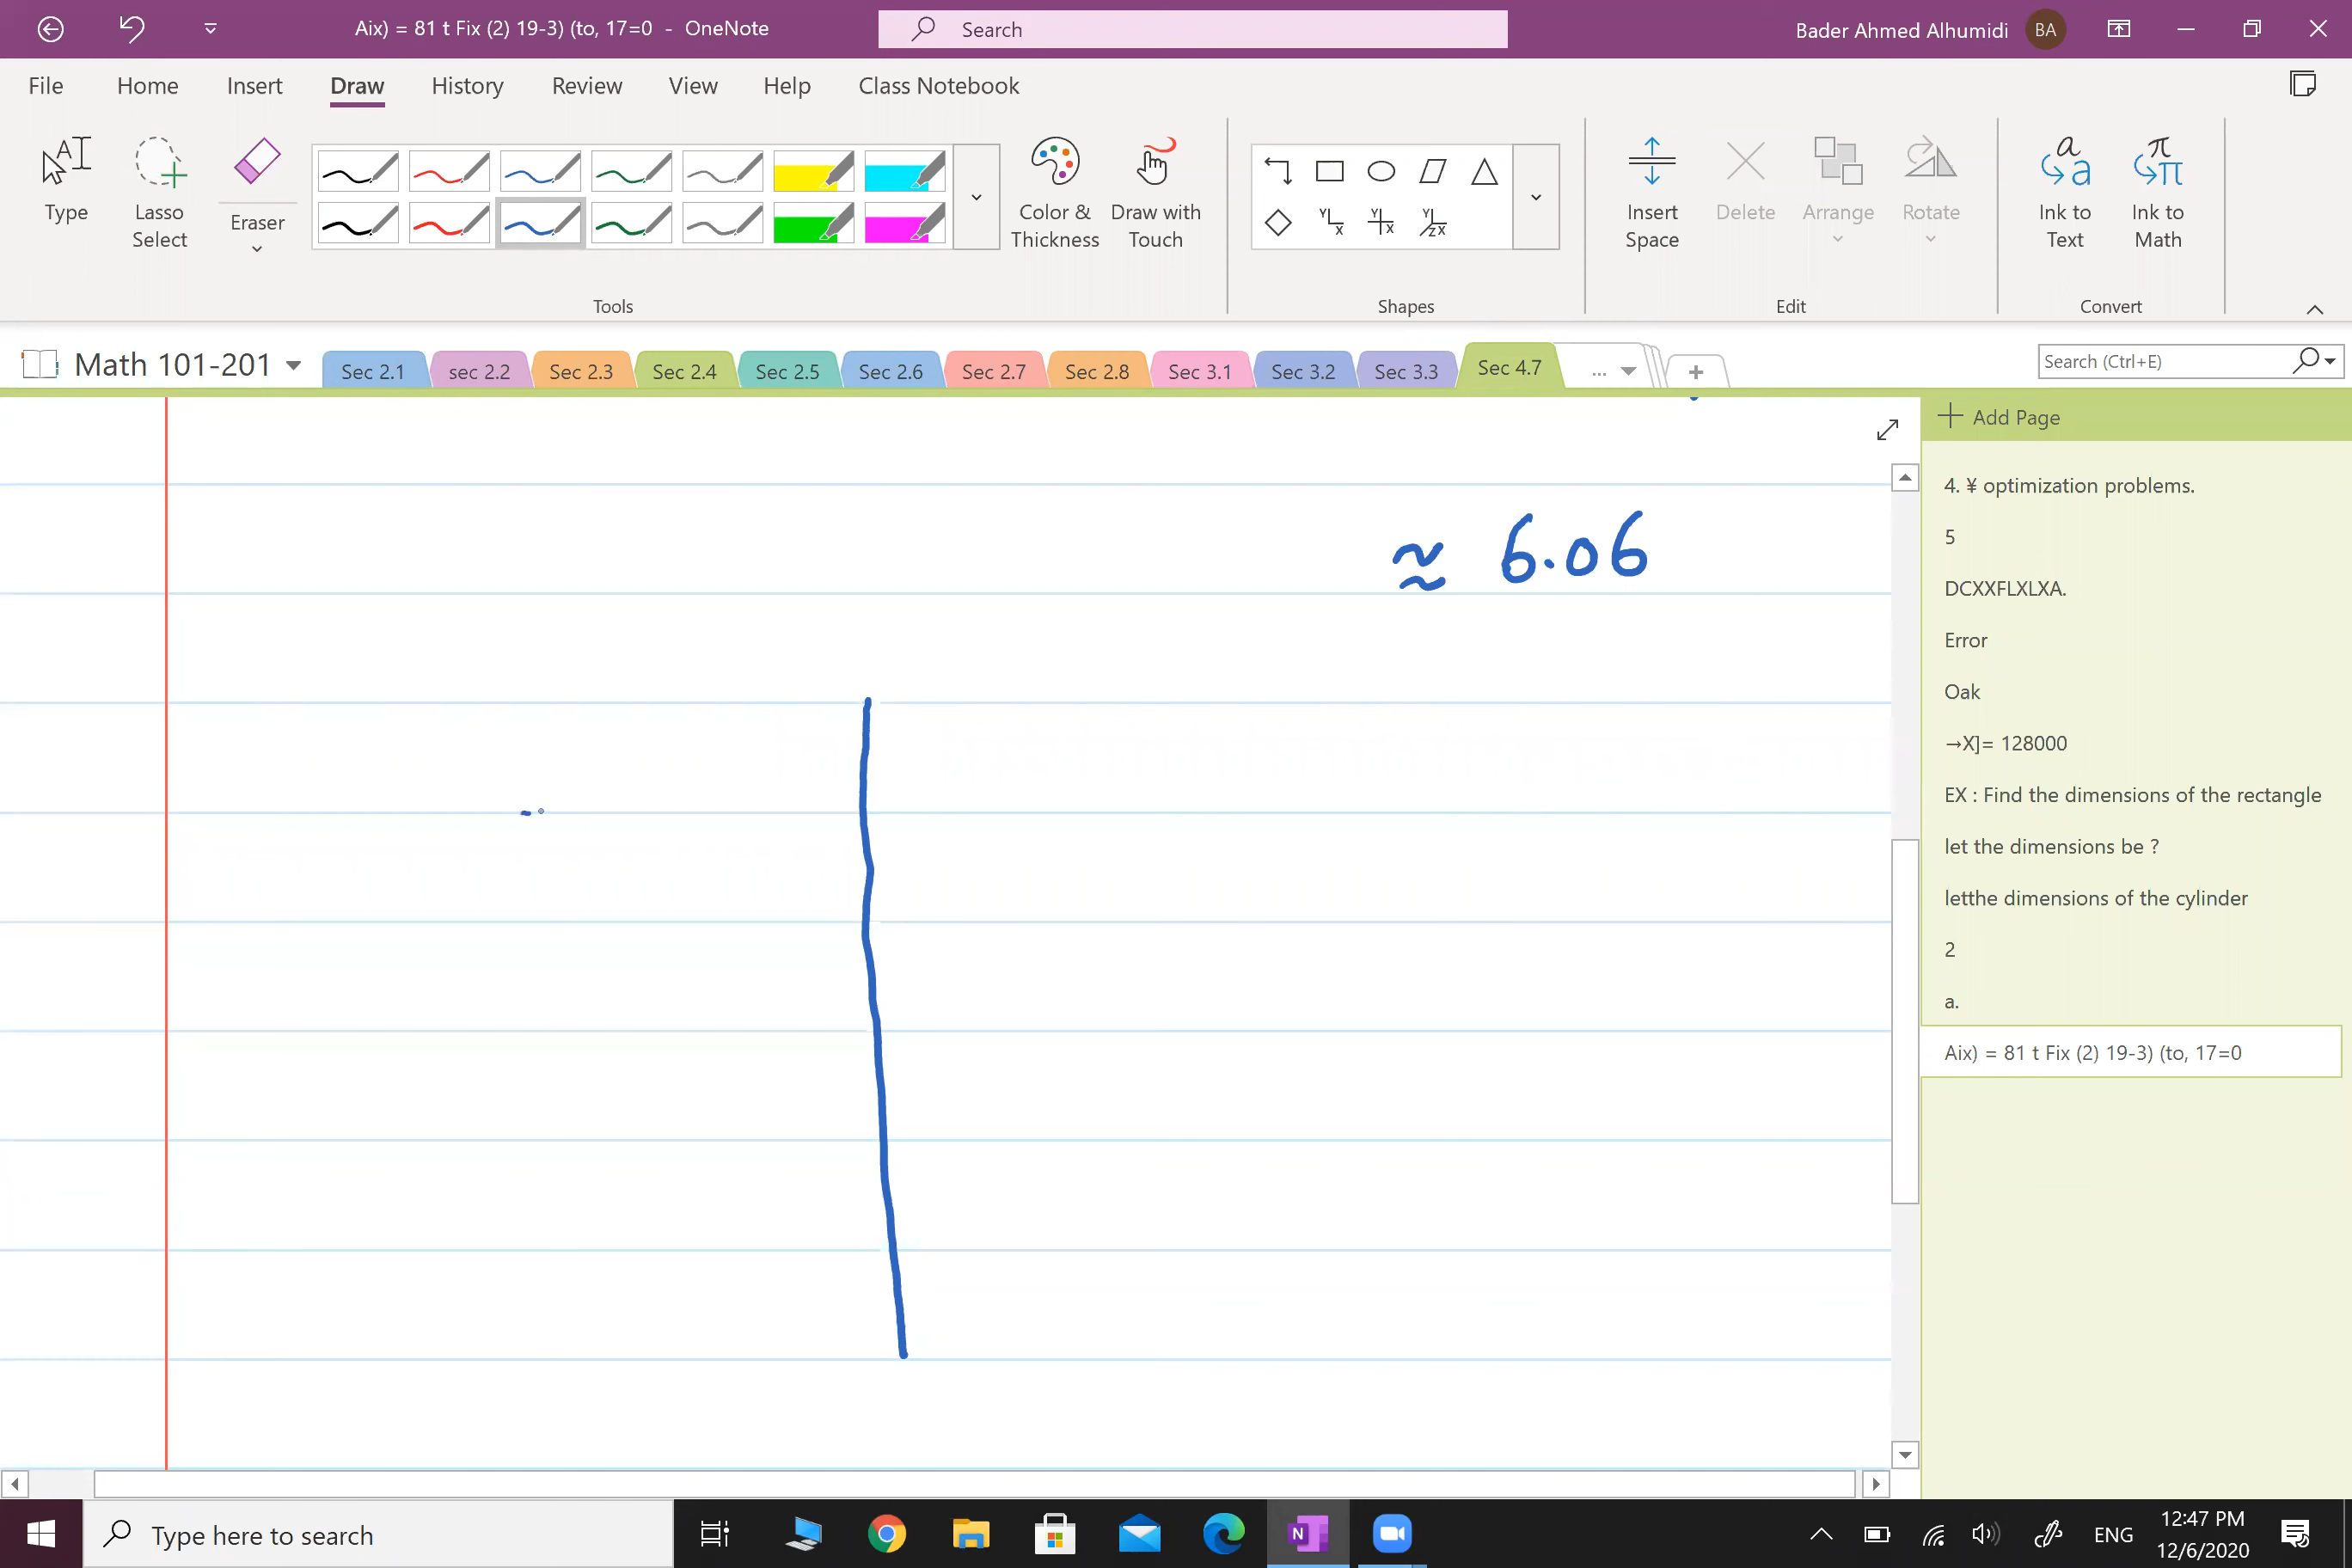 Aix) = 81 t Fix (2) 19-3) (to, 17=0 - OneNote
Search
Bader Ahmed Alhumidi BA
File Home Insert Draw History Review View Help Class Notebook
Type
Lasso Select
Eraser
Color & Thickness
Draw with Touch
Insert Space
Delete
Arrange
Rotate
Ink to Text
Ink to Math
Tools
Shapes
Edit
Convert
Math 101-201
Sec 2.1 sec 2.2 Sec 2.3 Sec 2.4 Sec 2.5 Sec 2.6 Sec 2.7 Sec 2.8 Sec 3.1 Sec 3.2 Sec 3.3 Sec 4.7 ... +
Search (Ctrl+E)
Add Page
4. ¥ optimization problems.
5
DCXXFLXLXA.
Error
Oak
→X]= 128000
EX : Find the dimensions of the rectangle
let the dimensions be ?
letthe dimensions of the cylinder
2
a.
Aix) = 81 t Fix (2) 19-3) (to, 17=0
≈ 6.06
Type here to search
ENG
12:47 PM
12/6/2020